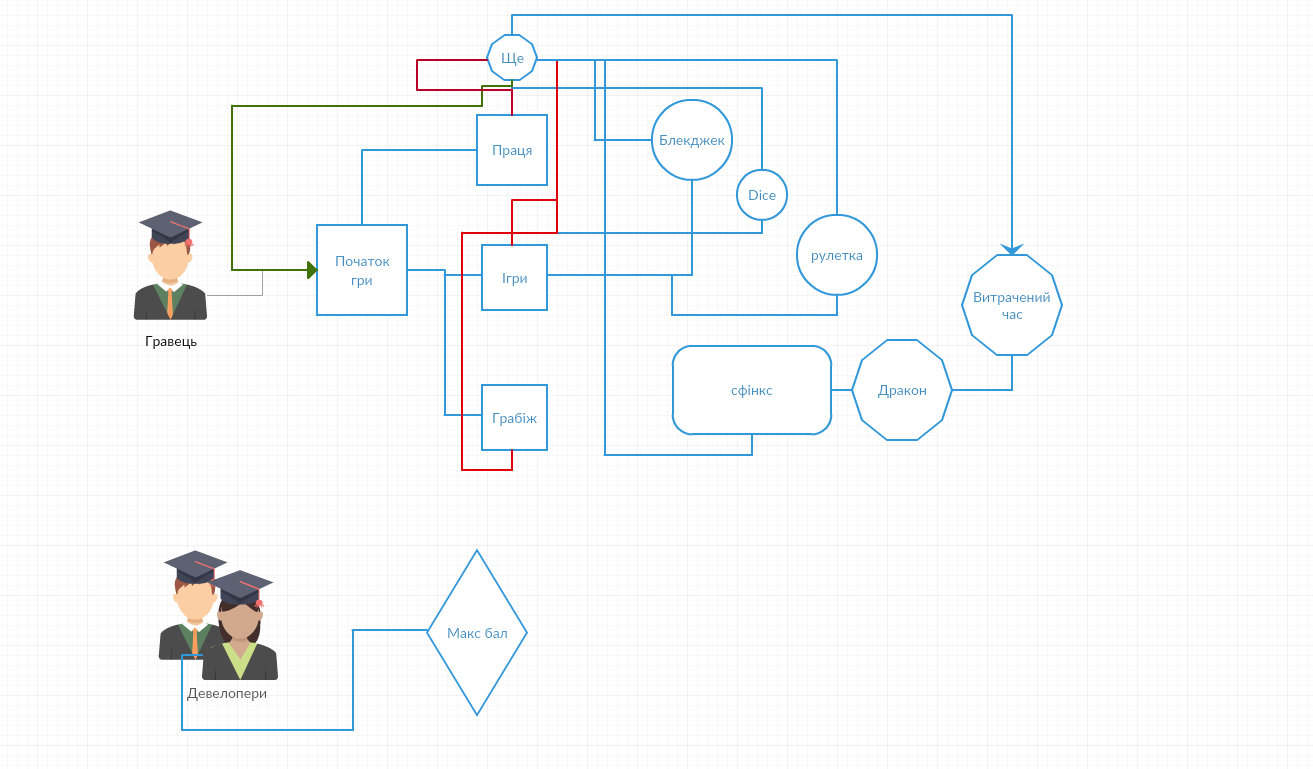 Ще
Праця
Блекджек
Dice
рулетка
Початок
гри
Ігри
Витрачений
час
Гравець
сфінкс
Дракон
Грабіж
Макс бал
Девелопери